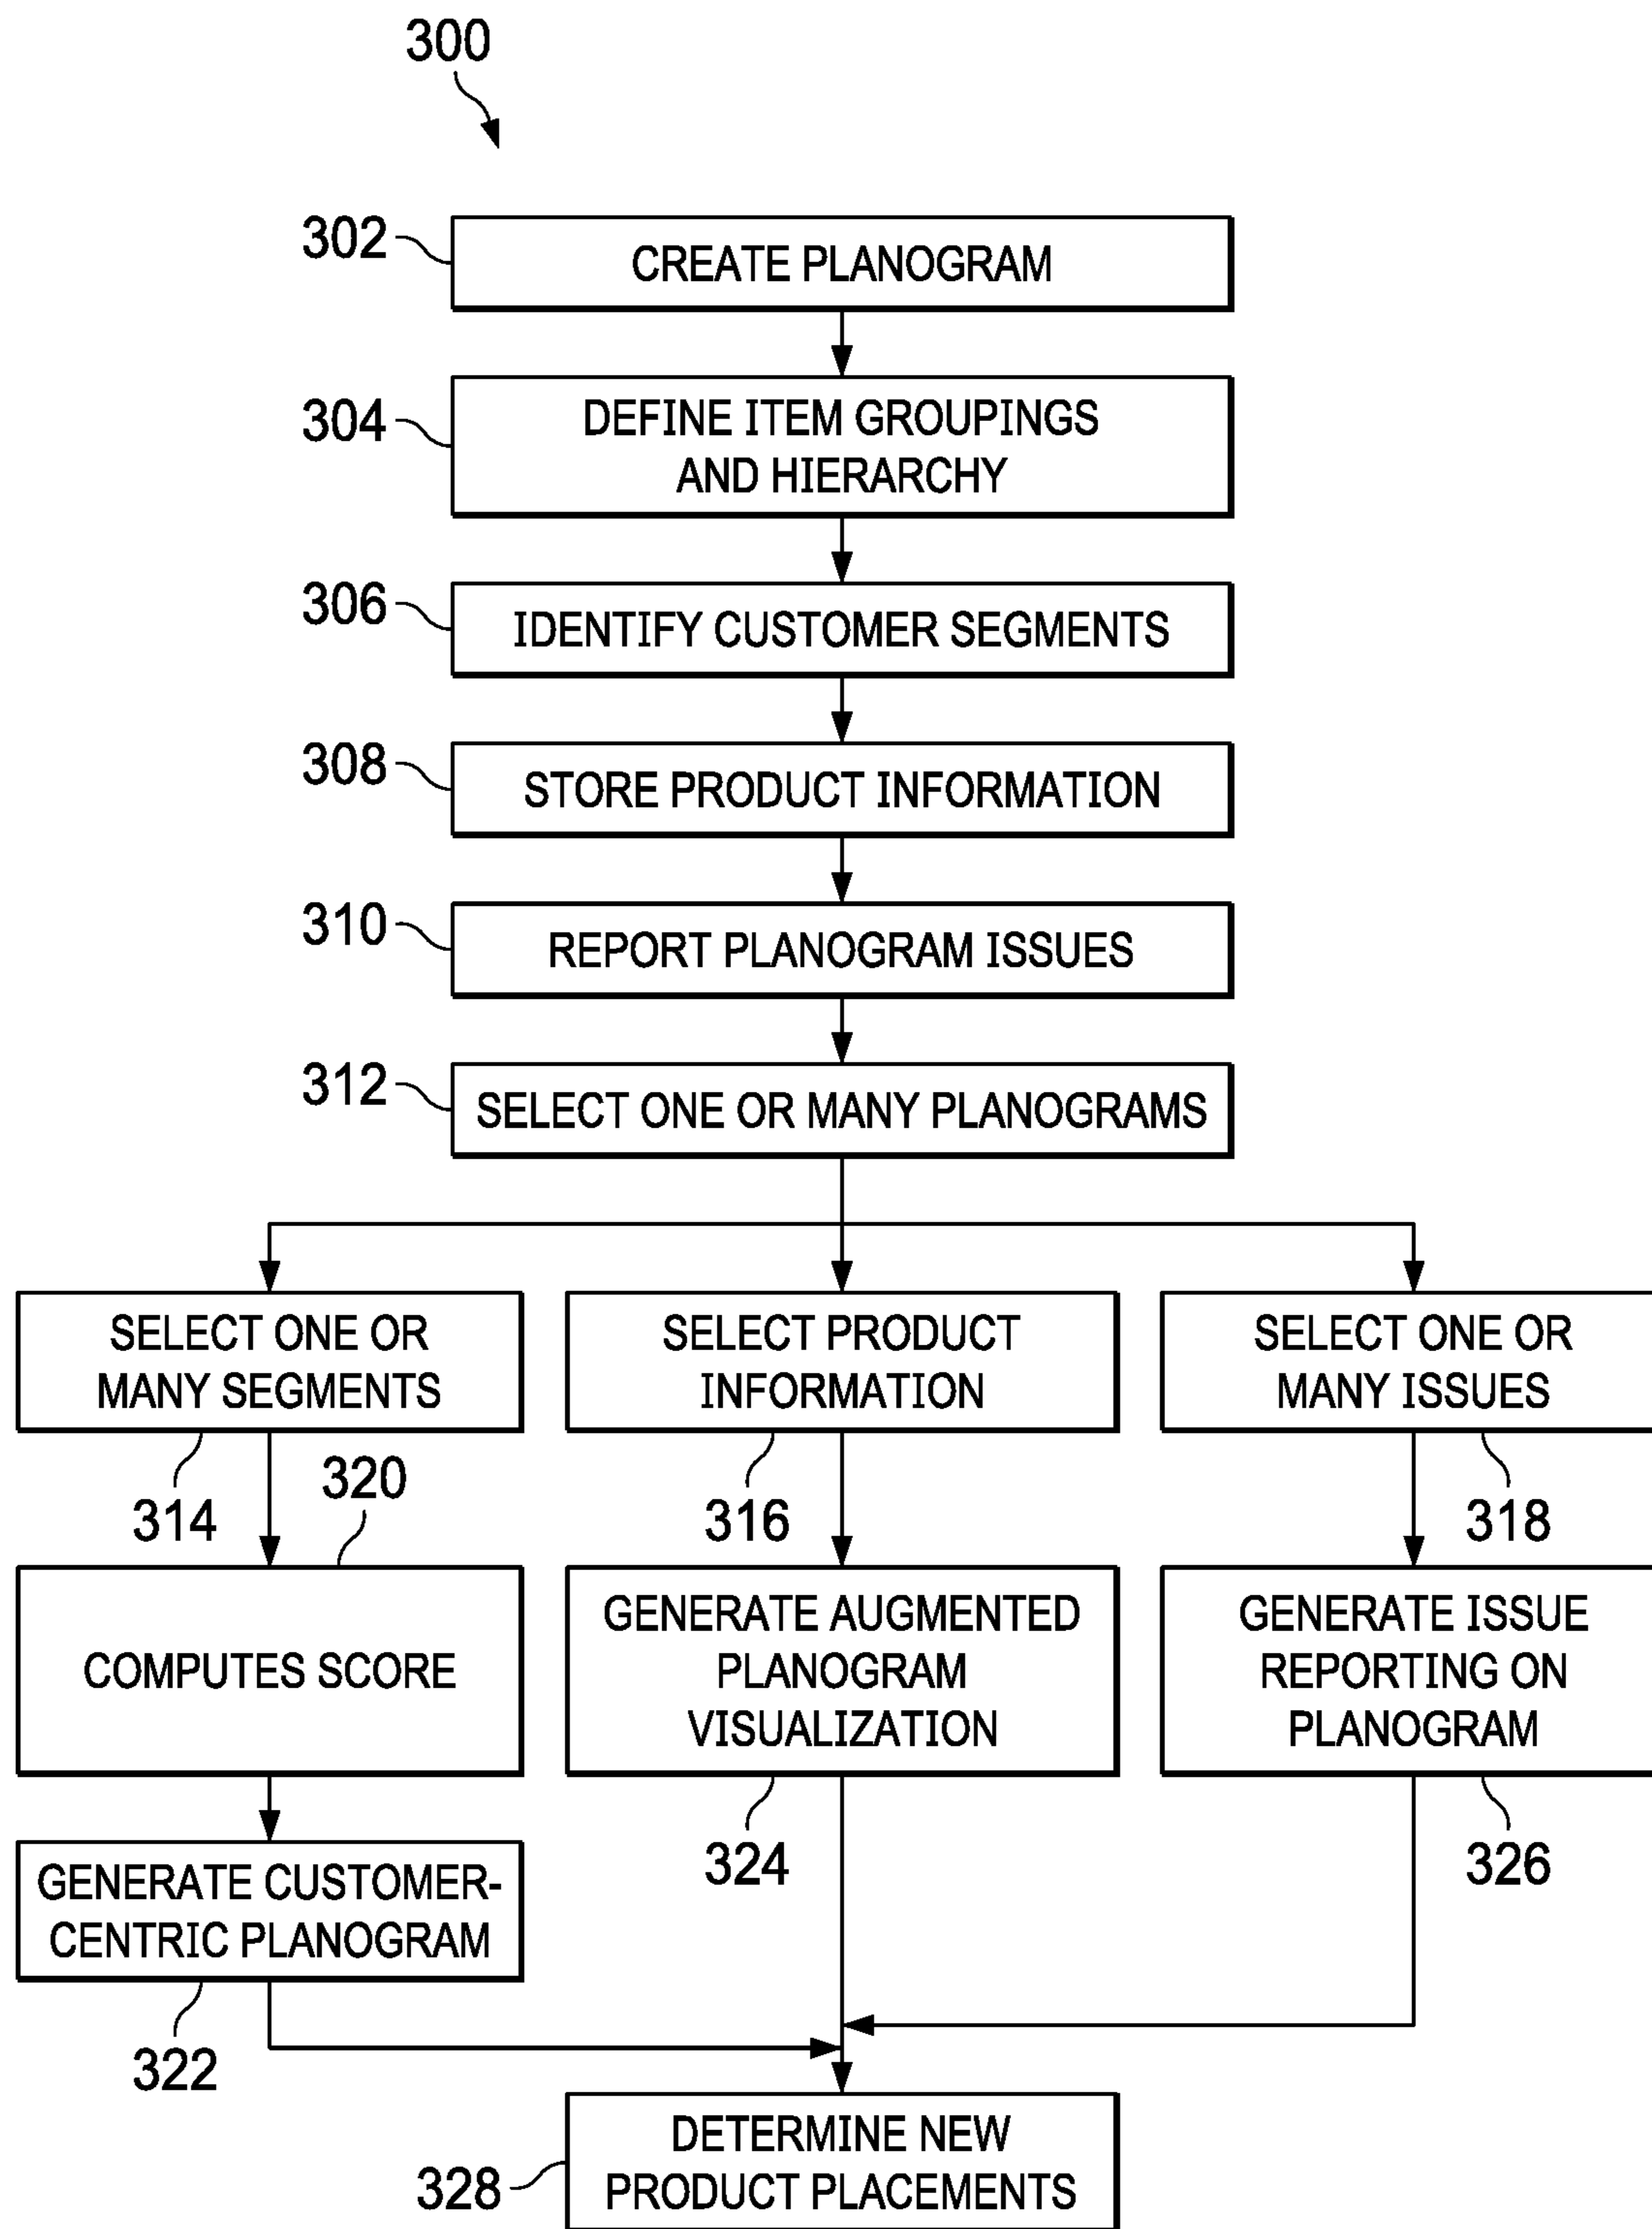 300
302
CREATE PLANOGRAM
304
DEFINE ITEM GROUPINGS
AND HIERARCHY
306
IDENTIFY CUSTOMER SEGMENTS
308
STORE PRODUCT INFORMATION
310
REPORT PLANOGRAM ISSUES
312
SELECT ONE OR MANY PLANOGRAMS
SELECT ONE OR
MANY SEGMENTS
314
SELECT PRODUCT
INFORMATION
316
SELECT ONE OR
MANY ISSUES
318
320
COMPUTES SCORE
GENERATE AUGMENTED
PLANOGRAM
VISUALIZATION
324
GENERATE ISSUE
REPORTING ON
PLANOGRAM
326
GENERATE CUSTOMER-
CENTRIC PLANOGRAM
322
328
DETERMINE NEW
PRODUCT PLACEMENTS